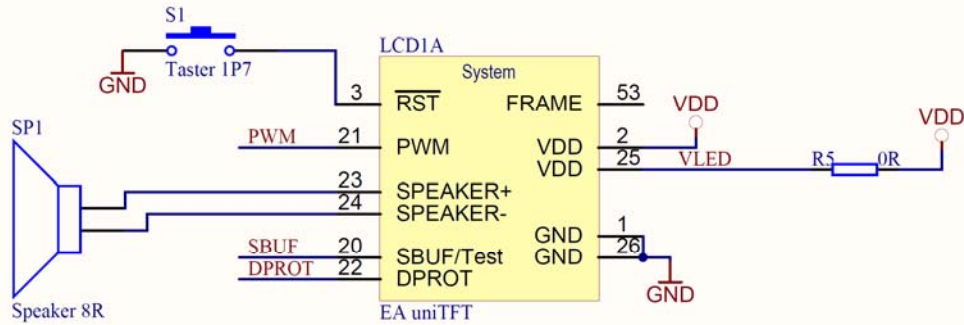 S1
GND
Taster 1P7
LCD1A
System
3 RST
FRAME 53
VDD
VDD
SP1
PWM 21 PWM
VDD 2
VDD 25 VLED R5 0R
23 SPEAKER+
24 SPEAKER-
GND 1
GND 26
SBUF 20 SBUF/Test
DPROT 22 DPROT
GND
Speaker 8R
EA uniTFT